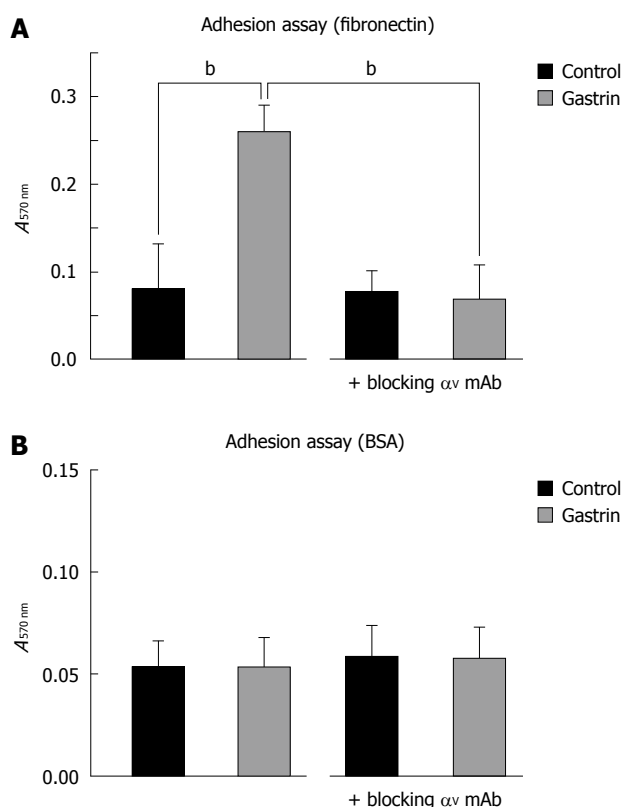 A
Adhesion assay (fibronectin)
b
b
Control
Gastrin
0.3
0.2
0.1
0.0
A570 nm
+ blocking αv mAb
B
Adhesion assay (BSA)
Control
Gastrin
0.15
0.10
0.05
0.00
A570 nm
+ blocking αv mAb